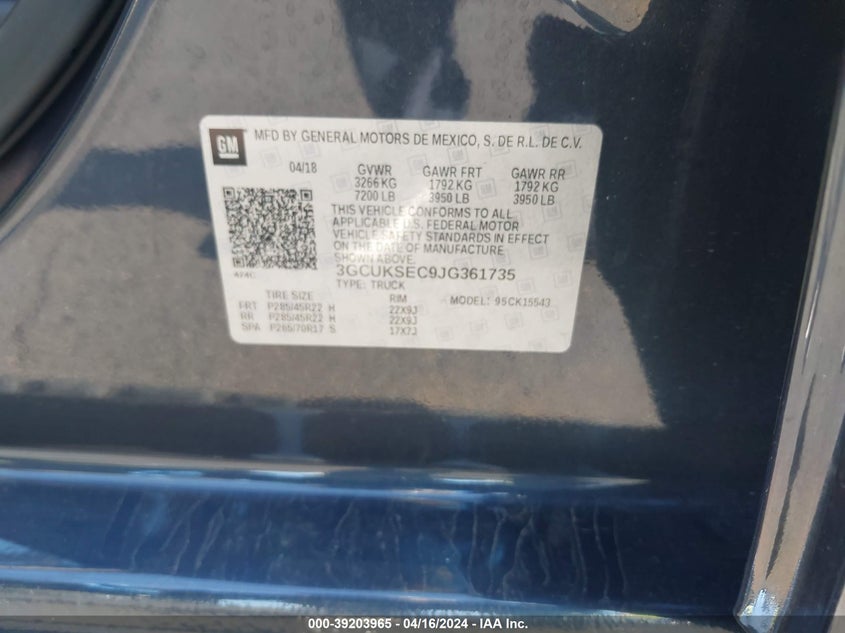 GM
MFD BY GENERAL MOTORS DE MEXICO, S. DE R.L. DE C.V.
04/18 GVWR GAWR FRT GAWR RR
3266 KG 1792 KG 1792 KG
7200 LB 3950 LB 3950 LB
THIS VEHICLE CONFORMS TO ALL
APPLICABLE U.S. FEDERAL MOTOR
VEHICLE SAFETY STANDARDS IN EFFECT
ON THE DATE OF MANUFACTURE
SHOWN ABOVE.
474C
3GCUKSEC9JG361735
TYPE: TRUCK
TIRE SIZE RIM MODEL: 95CK15543
FRT P285/45R22 H 22X9J
RR P285/45R22 H 22X9J
SPA P265/70R17 S 17X7J
000-39203965 - 04/16/2024 - IAA Inc.